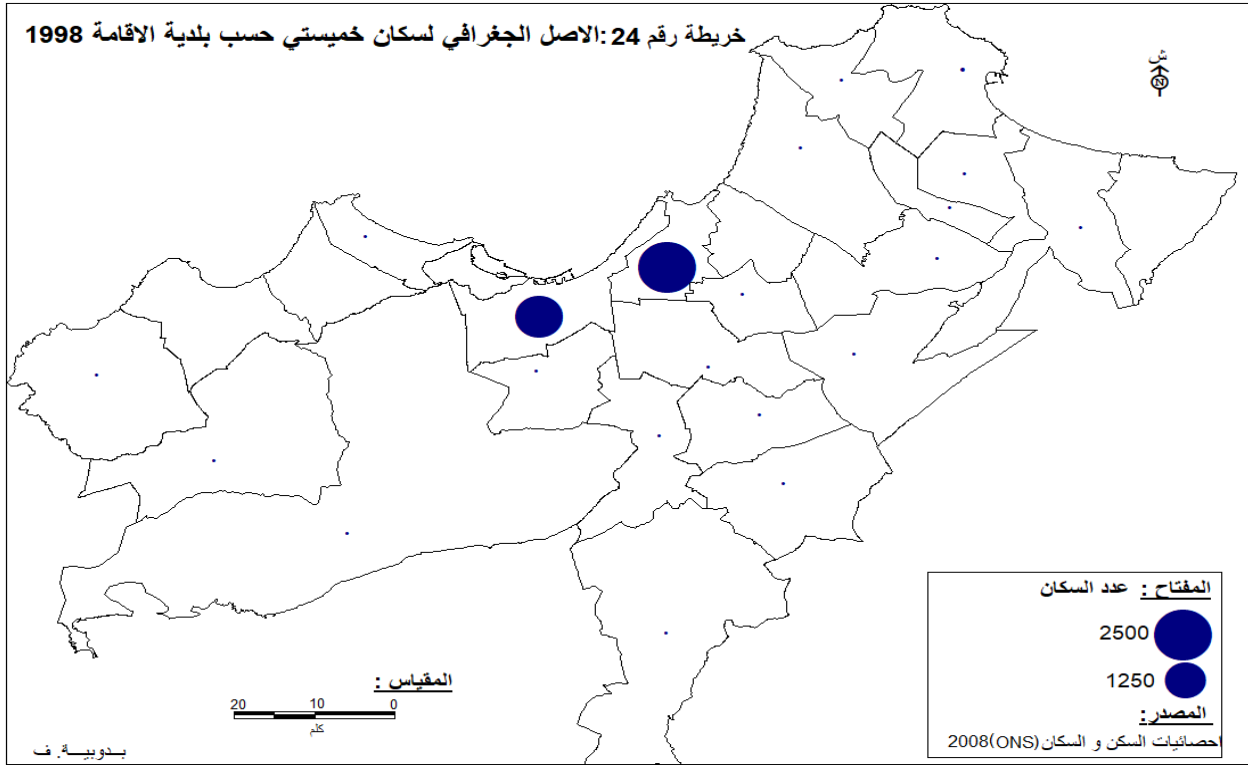 خريطة رقم 24 :الاصل الجغرافي لسكان خميستي حسب بلدية الاقامة 1998
N
المفتاح : عدد السكان
2500
1250
المصدر:
احصائيات السكن و السكان(ONS)2008
المقياس :
20 10 0
كلم
بــدوبيـــة. ف